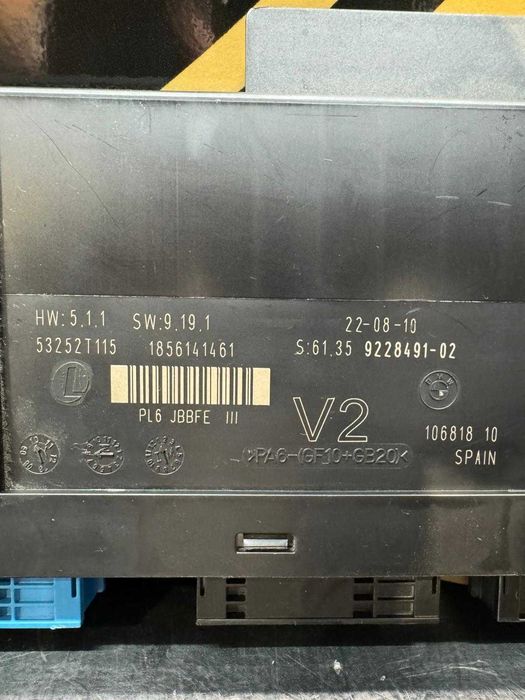 HW:5.1.1 SW:9.19.1 22-08-10
53252T115 1856141461 S:61.35 9228491-02
L
BMW
PL6 JBBFE III
V2
106818 10
SPAIN
>PA6-(GF10+GB20)<